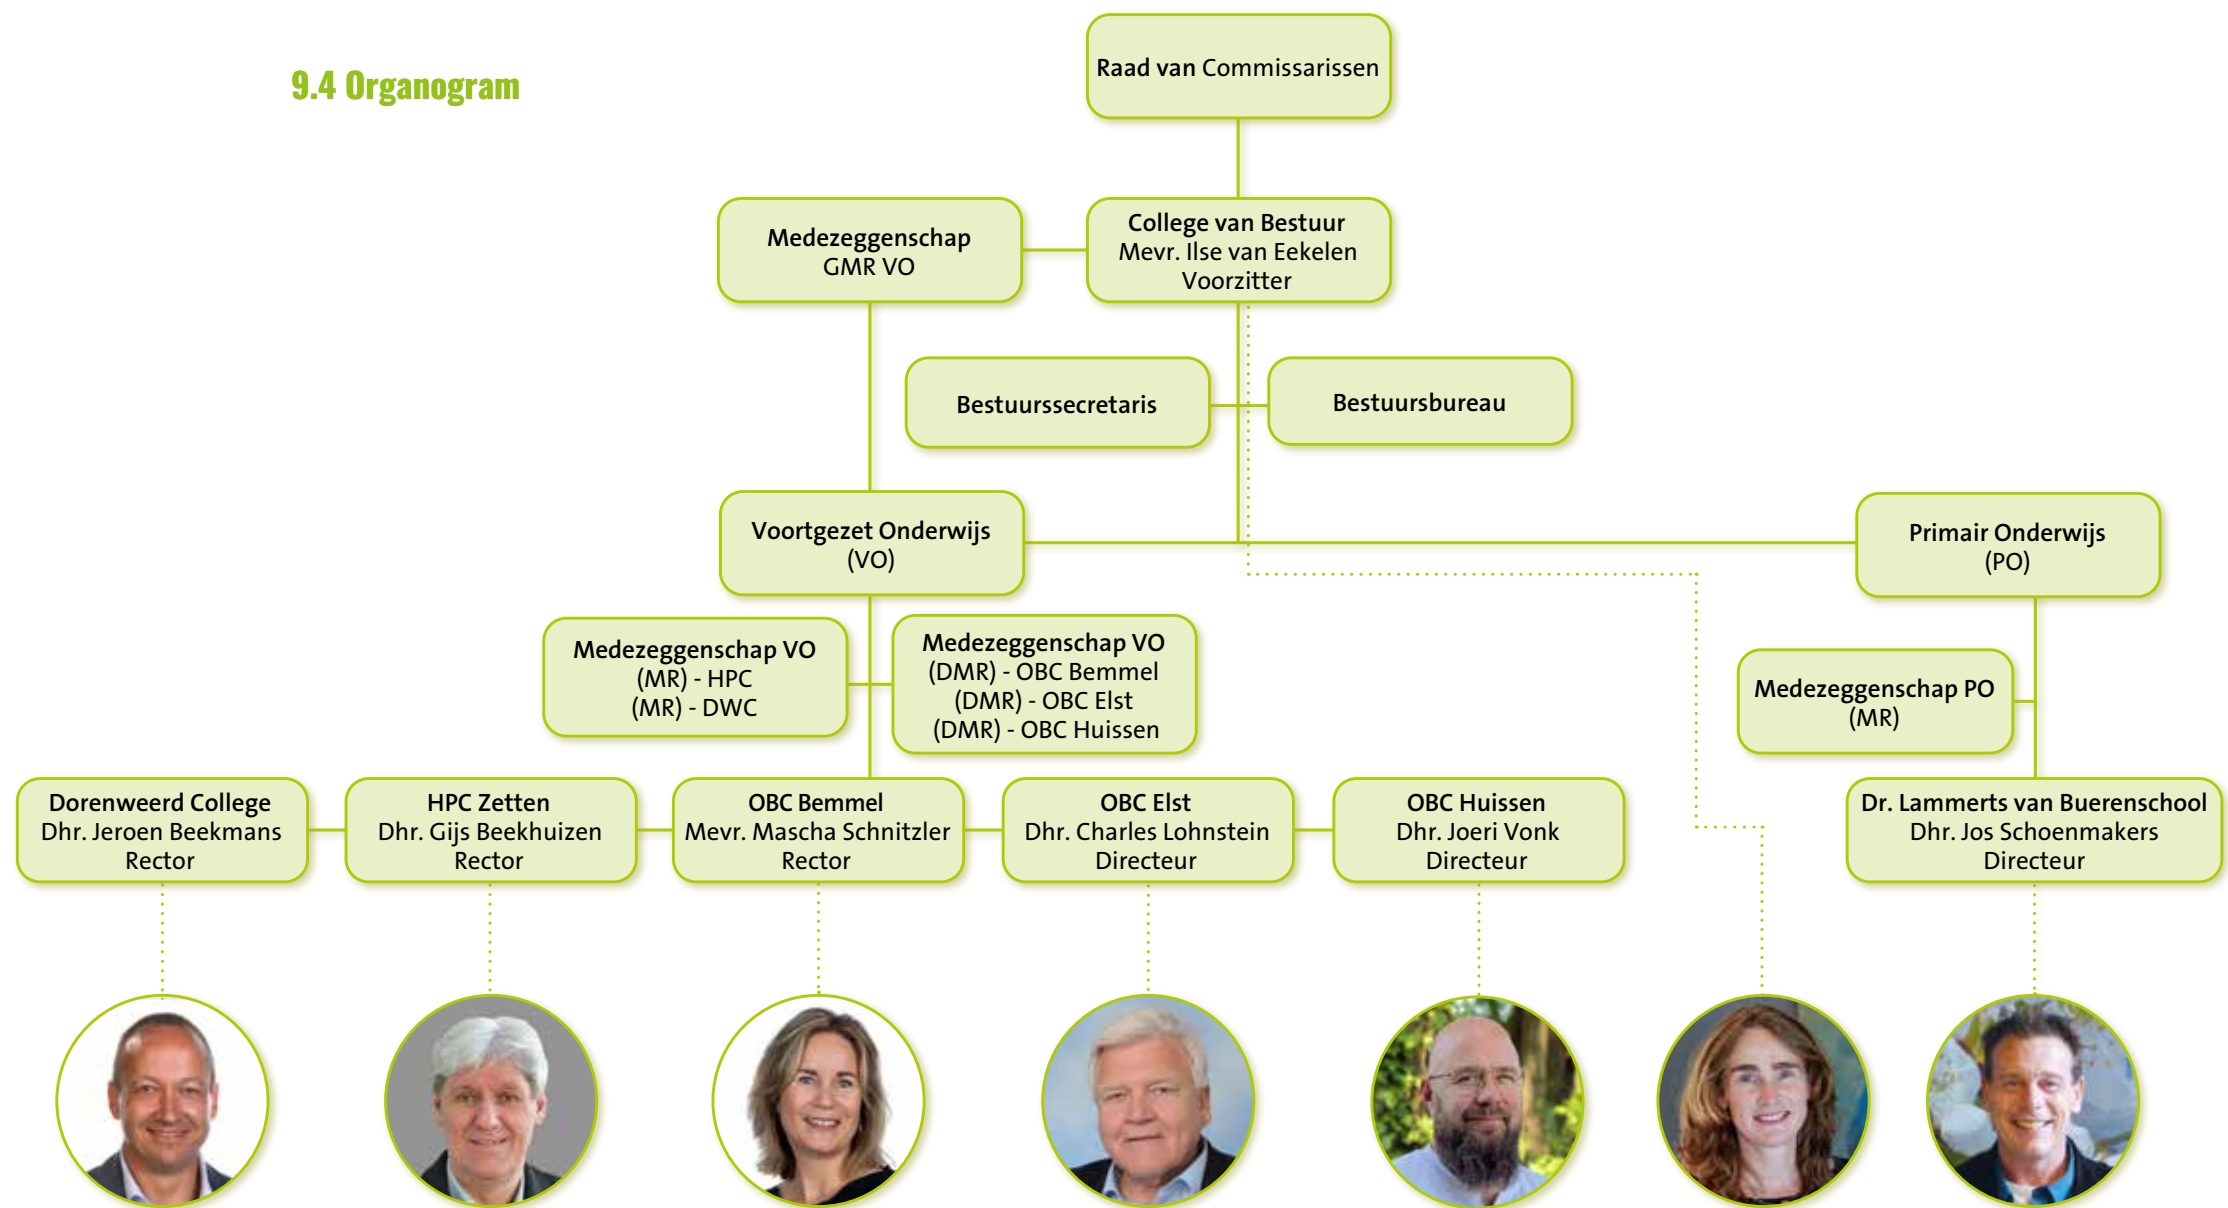 9.4 Organogram
Raad van Commissarissen
Medezeggenschap
GMR VO
College van Bestuur
Mevr. Ilse van Eekelen
Voorzitter
Bestuurssecretaris
Bestuursbureau
Voortgezet Onderwijs
(VO)
Primair Onderwijs
(PO)
Medezeggenschap VO
(MR) - HPC
(MR) - DWC
Medezeggenschap VO
(DMR) - OBC Bemmel
(DMR) - OBC Elst
(DMR) - OBC Huissen
Medezeggenschap PO
(MR)
Dorenweerd College
Dhr. Jeroen Beekmans
Rector
HPC Zetten
Dhr. Gijs Beekhuizen
Rector
OBC Bemmel
Mevr. Mascha Schnitzler
Rector
OBC Elst
Dhr. Charles Lohnstein
Directeur
OBC Huissen
Dhr. Joeri Vonk
Directeur
Dr. Lammerts van Buerenschool
Dhr. Jos Schoenmakers
Directeur